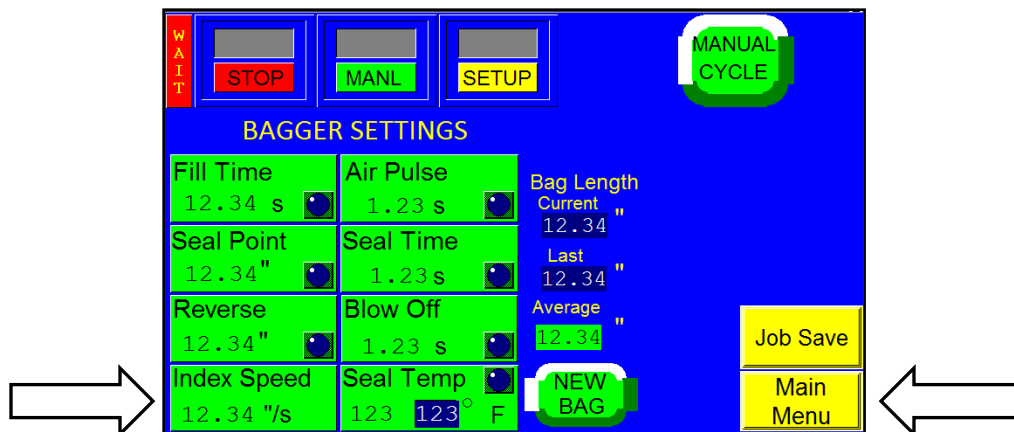 WAIT
STOP
MANL
SETUP
MANUAL
CYCLE
BAGGER SETTINGS
Fill Time
12.34 s
Air Pulse
1.23 s
Seal Point
12.34"
Seal Time
1.23 s
Reverse
12.34"
Blow Off
1.23 s
Index Speed
12.34 "/s
Seal Temp
123 123° F
Bag Length
Current
12.34 "
Last
12.34 "
Average
12.34 "
NEW
BAG
Job Save
Main
Menu